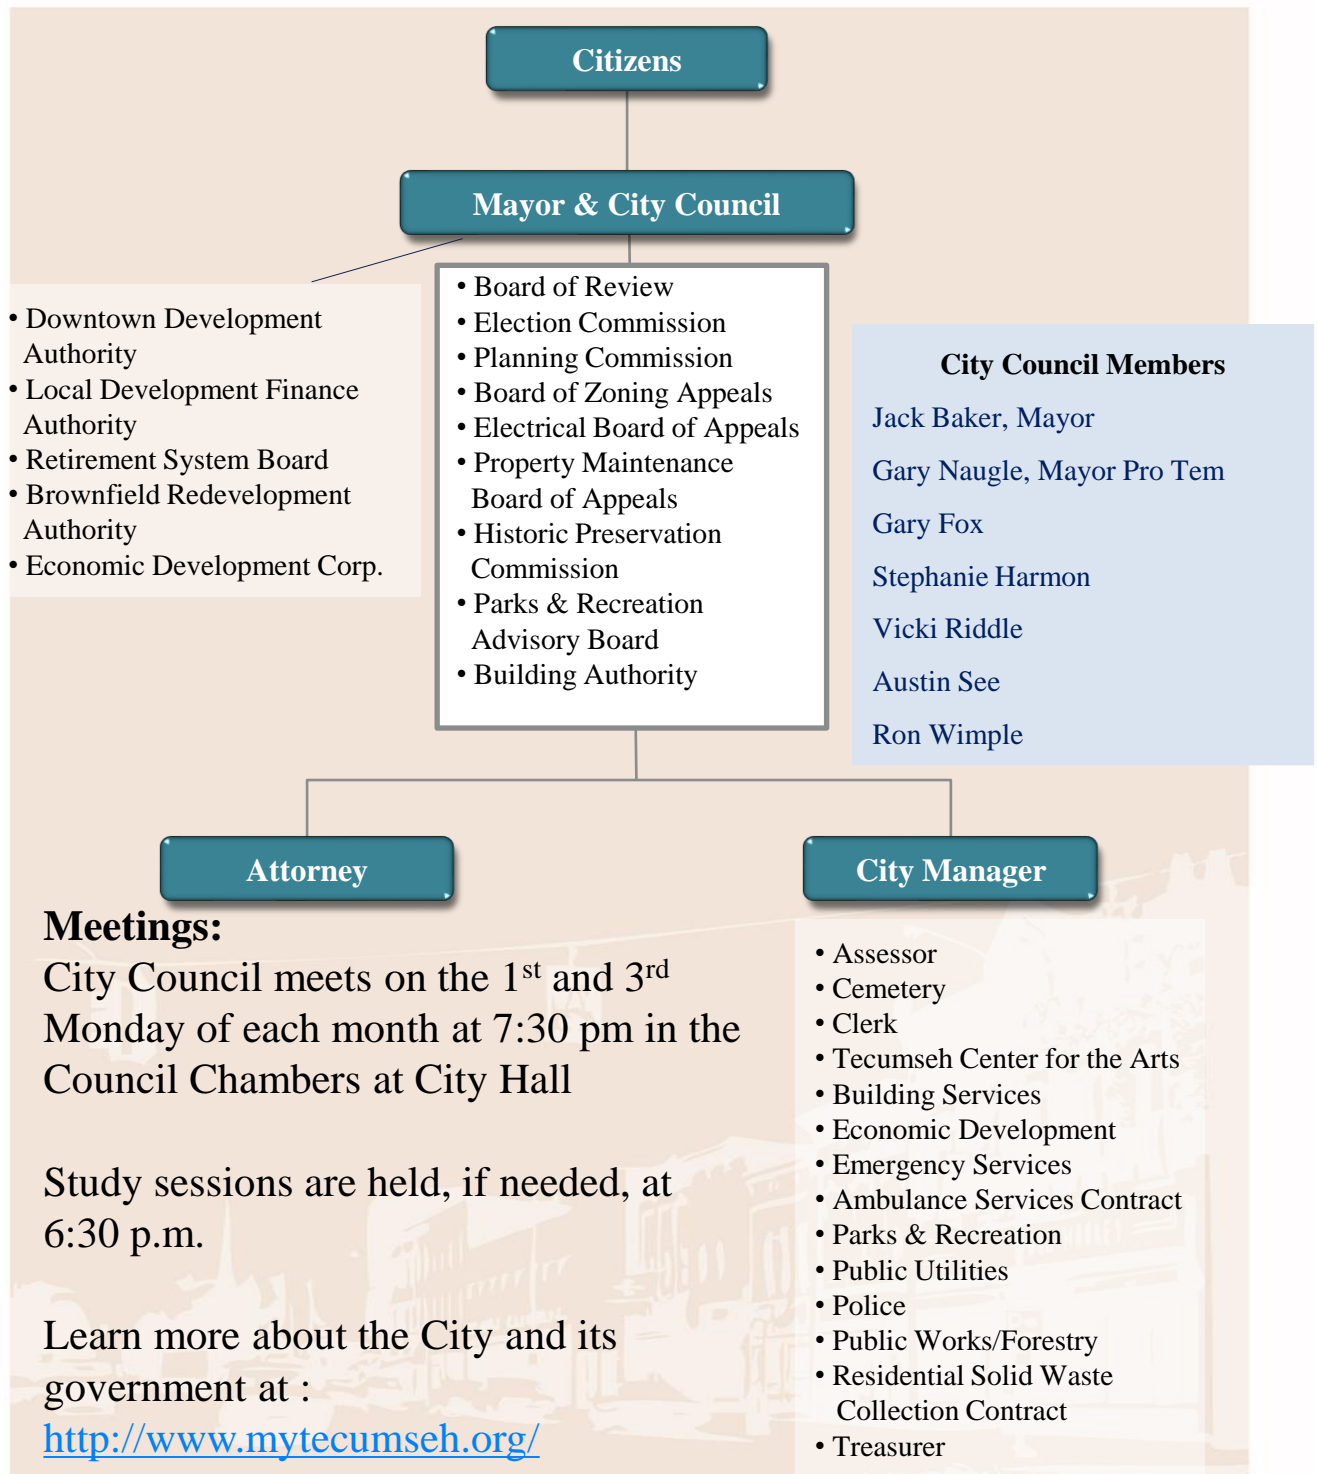 Citizens
Mayor & City Council
• Downtown Development
Authority
• Local Development Finance
Authority
• Retirement System Board
• Brownfield Redevelopment
Authority
• Economic Development Corp.
• Board of Review
• Election Commission
• Planning Commission
• Board of Zoning Appeals
• Electrical Board of Appeals
• Property Maintenance
Board of Appeals
• Historic Preservation
Commission
• Parks & Recreation
Advisory Board
• Building Authority
City Council Members
Jack Baker, Mayor
Gary Naugle, Mayor Pro Tem
Gary Fox
Stephanie Harmon
Vicki Riddle
Austin See
Ron Wimple
Attorney
City Manager
Meetings:
City Council meets on the 1st and 3rd
Monday of each month at 7:30 pm in the
Council Chambers at City Hall
Study sessions are held, if needed, at
6:30 p.m.
Learn more about the City and its
government at :
http://www.mytecumseh.org/
• Assessor
• Cemetery
• Clerk
• Tecumseh Center for the Arts
• Building Services
• Economic Development
• Emergency Services
• Ambulance Services Contract
• Parks & Recreation
• Public Utilities
• Police
• Public Works/Forestry
• Residential Solid Waste
Collection Contract
• Treasurer